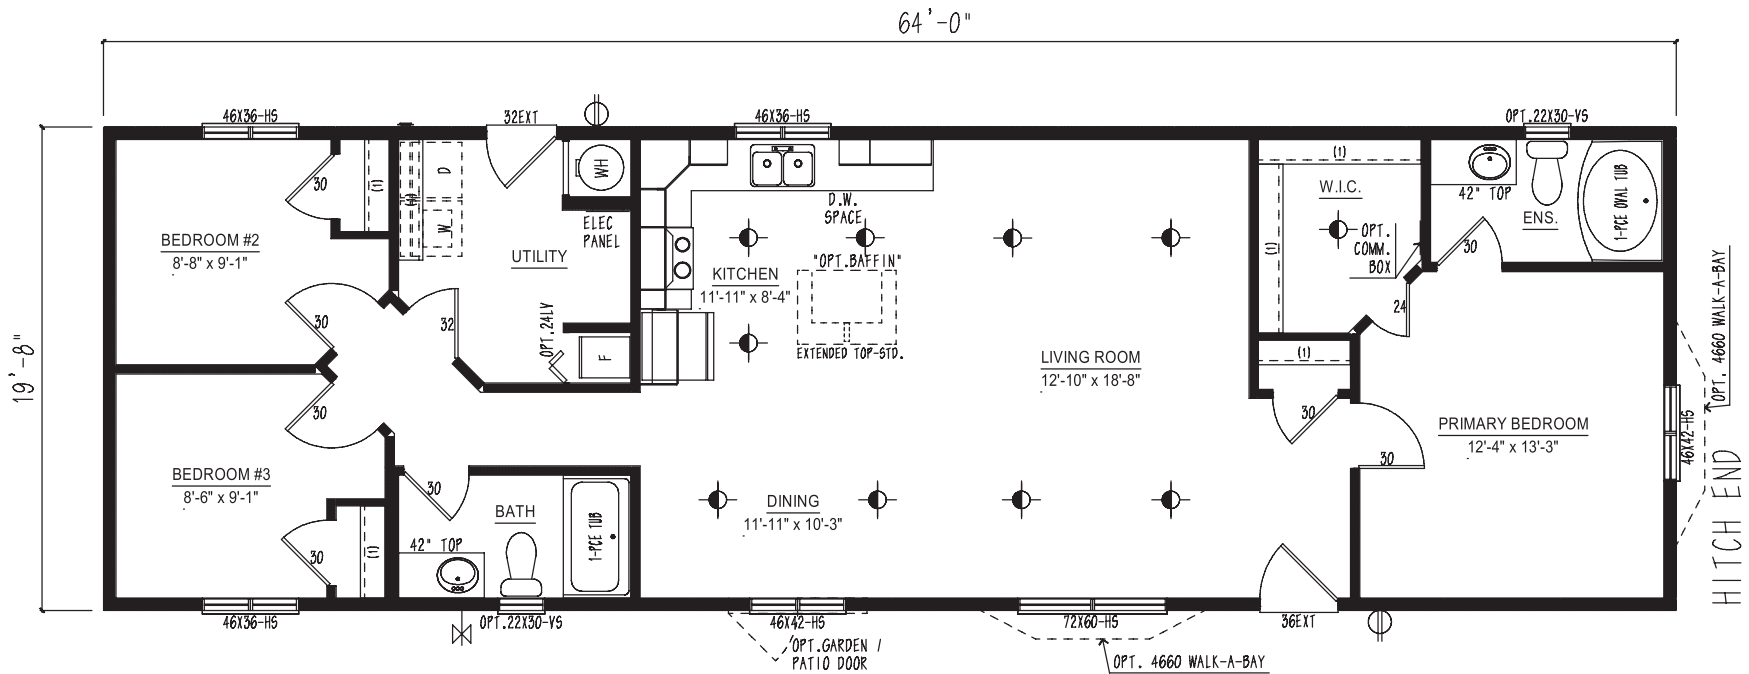 64'-0"
46X36-HS
32EXT
46X36-HS
OPT.22X30-VS
30
(1)
(1)
D
W
WH
ELEC
PANEL
BEDROOM #2
8'-8" x 9'-1"
UTILITY
D.W.
SPACE
KITCHEN
11'-11" x 8'-4"
"OPT.BAFFIN"
EXTENDED TOP-STD.
(1)
(1)
W.I.C.
OPT.
COMM.
BOX
42" TOP
ENS.
1-PCE OVAL TUB
30
24
30
32
OPT.24LV
F
19'-8"
LIVING ROOM
12'-10" x 18'-8"
(1)
30
30
PRIMARY BEDROOM
12'-4" x 13'-3"
30
OPT. 4660 WALK-A-BAY
46X42-HS
HITCH END
BEDROOM #3
8'-6" x 9'-1"
30
(1)
30
BATH
42" TOP
1-PCE TUB
DINING
11'-11" x 10'-3"
46X36-HS
OPT.22X30-VS
46X42-HS
72X60-HS
36EXT
OPT.GARDEN /
PATIO DOOR
OPT. 4660 WALK-A-BAY